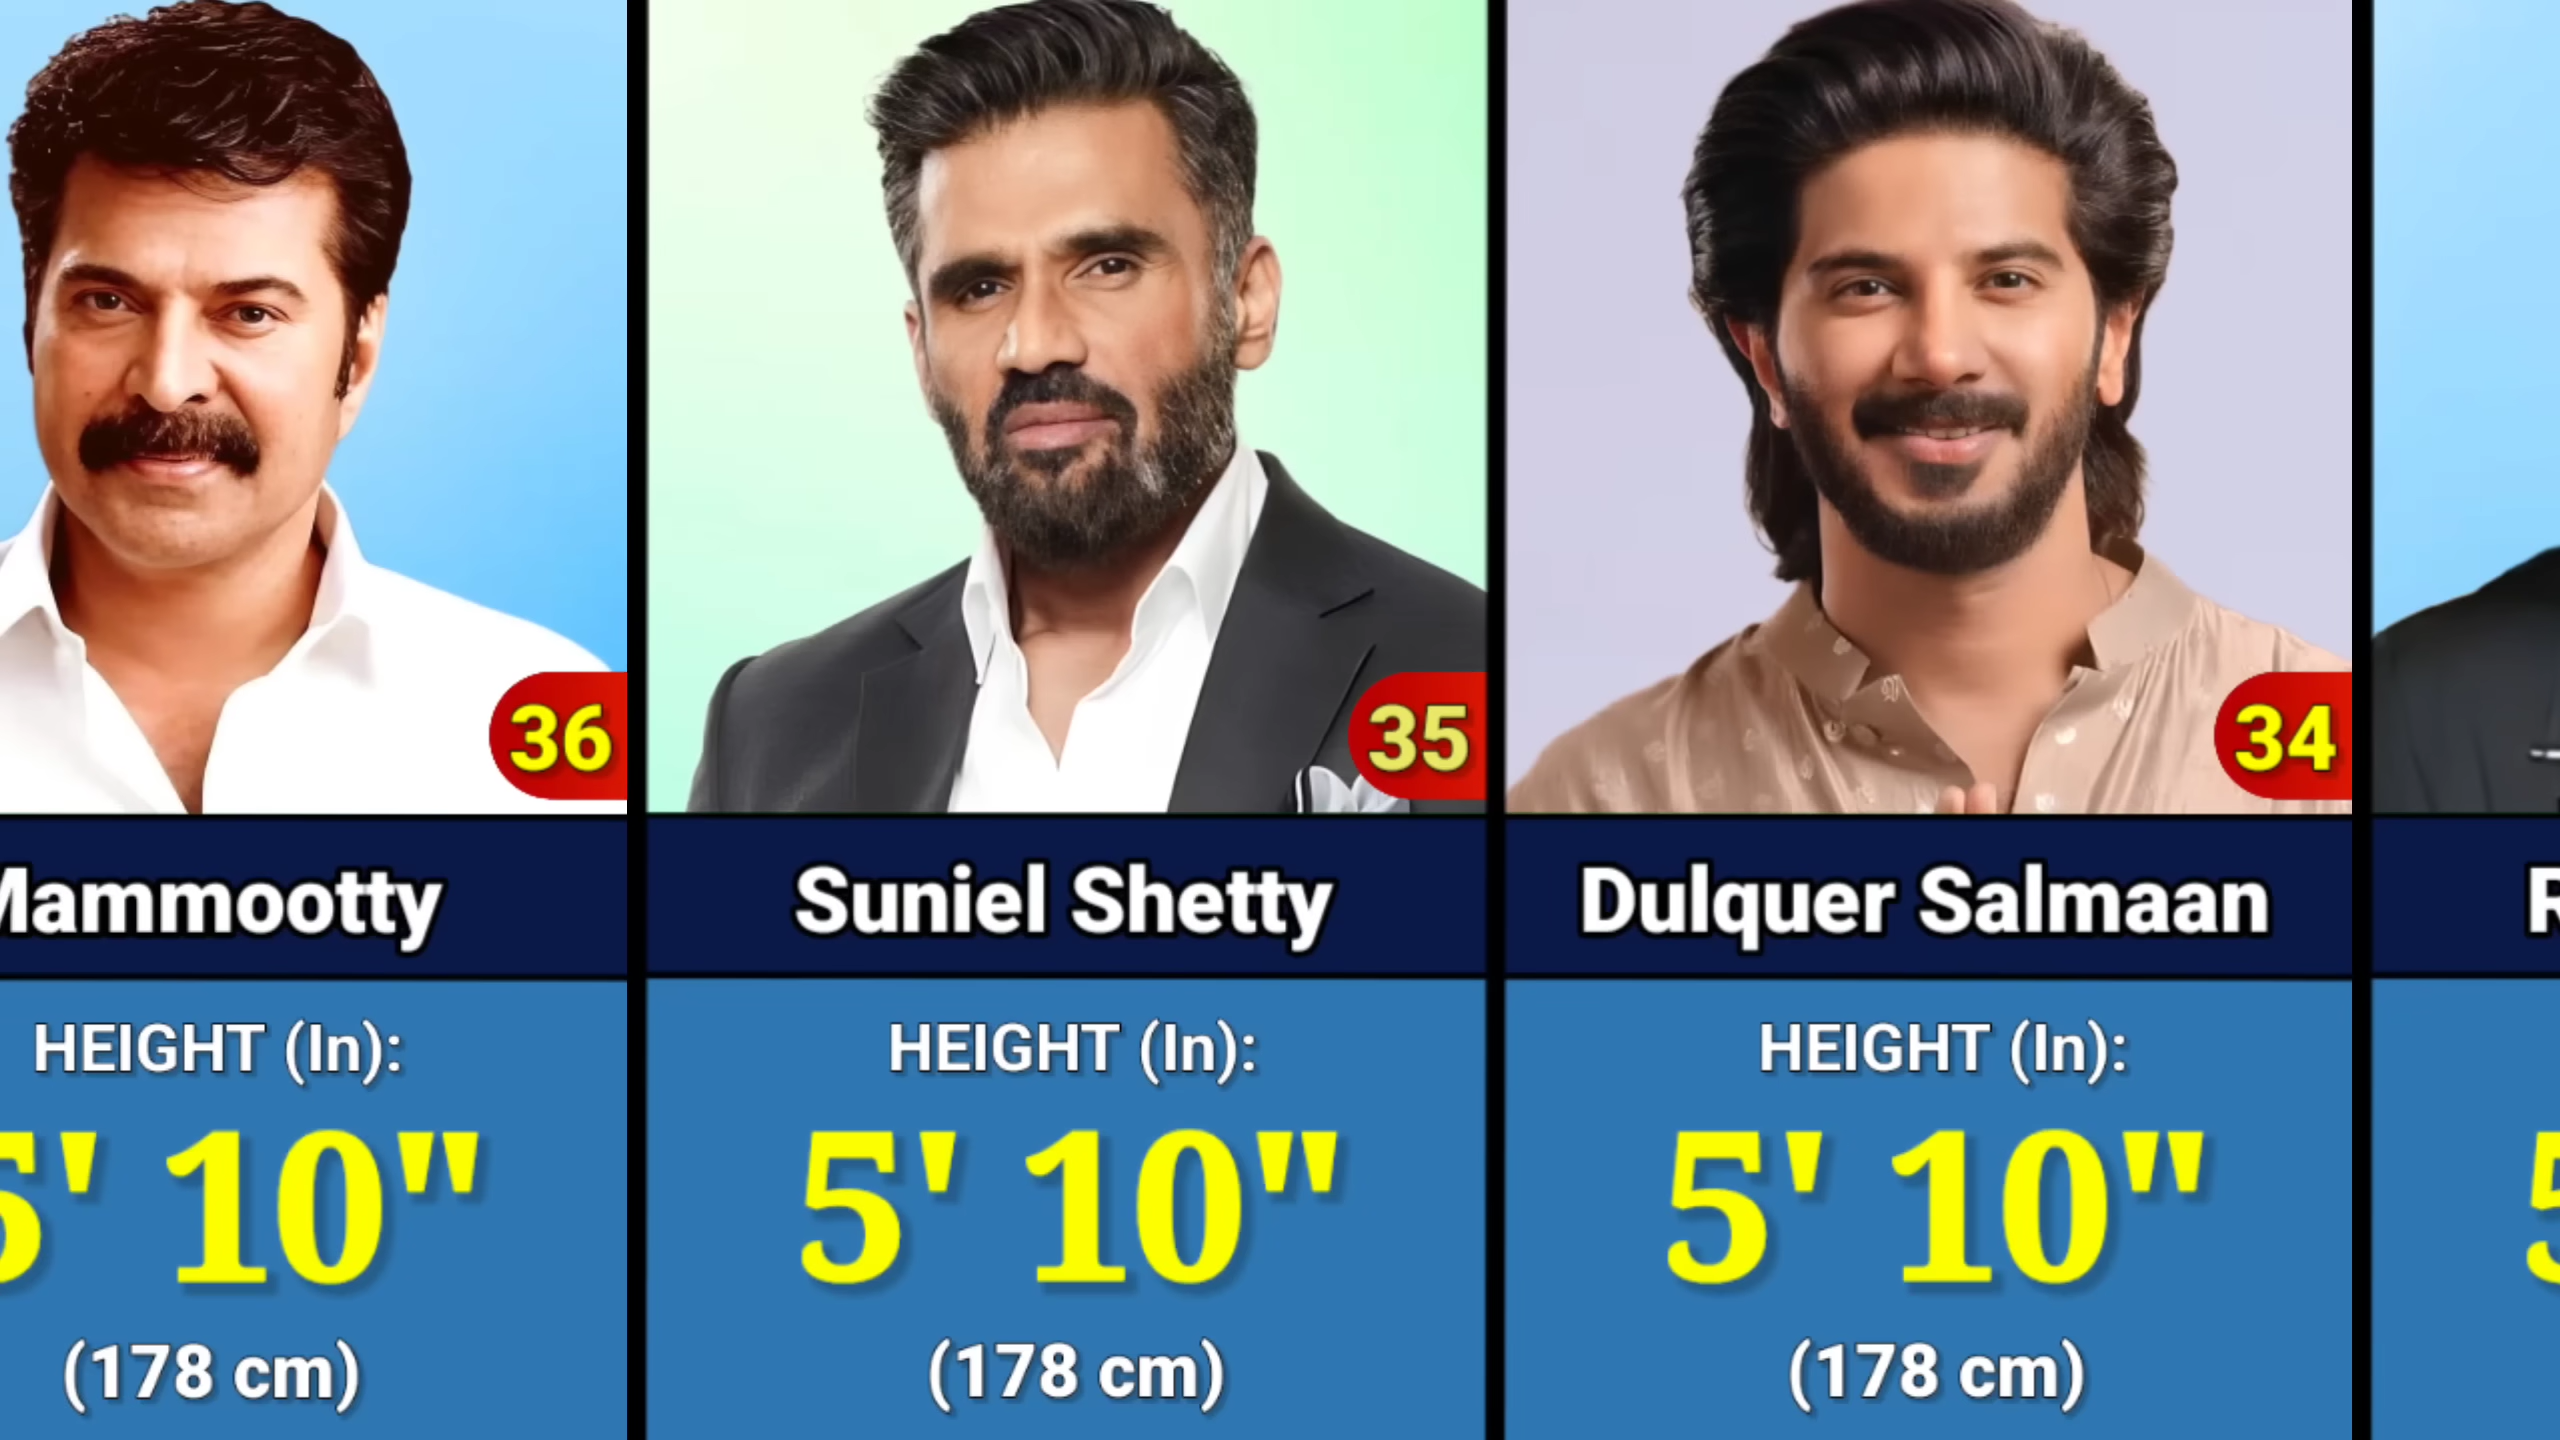 36
Mammootty
HEIGHT (In):
5' 10"
(178 cm)
35
Suniel Shetty
HEIGHT (In):
5' 10"
(178 cm)
34
Dulquer Salmaan
HEIGHT (In):
5' 10"
(178 cm)
R
5